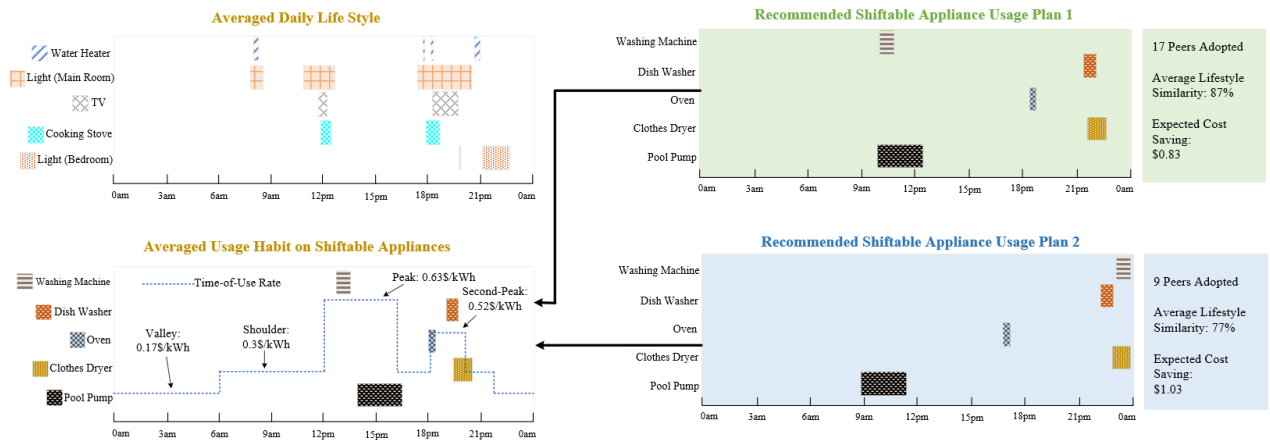 Averaged Daily Life Style
Water Heater
Light (Main Room)
TV
Cooking Stove
Light (Bedroom)
0am 3am 6am 9am 12pm 15pm 18pm 21pm 0am
Averaged Usage Habit on Shiftable Appliances
Washing Machine
Dish Washer
Oven
Clothes Dryer
Pool Pump
Time-of-Use Rate
Valley:
0.17$/kWh
Shoulder:
0.3$/kWh
Peak: 0.63$/kWh
Second-Peak:
0.52$/kWh
0am 3am 6am 9am 12pm 15pm 18pm 21pm 0am
Recommended Shiftable Appliance Usage Plan 1
Washing Machine
Dish Washer
Oven
Clothes Dryer
Pool Pump
0am 3am 6am 9am 12pm 15pm 18pm 21pm 0am
17 Peers Adopted
Average Lifestyle
Similarity: 87%
Expected Cost
Saving:
$0.83
Recommended Shiftable Appliance Usage Plan 2
Washing Machine
Dish Washer
Oven
Clothes Dryer
Pool Pump
0am 3am 6am 9am 12pm 15pm 18pm 21pm 0am
9 Peers Adopted
Average Lifestyle
Similarity: 77%
Expected Cost
Saving:
$1.03